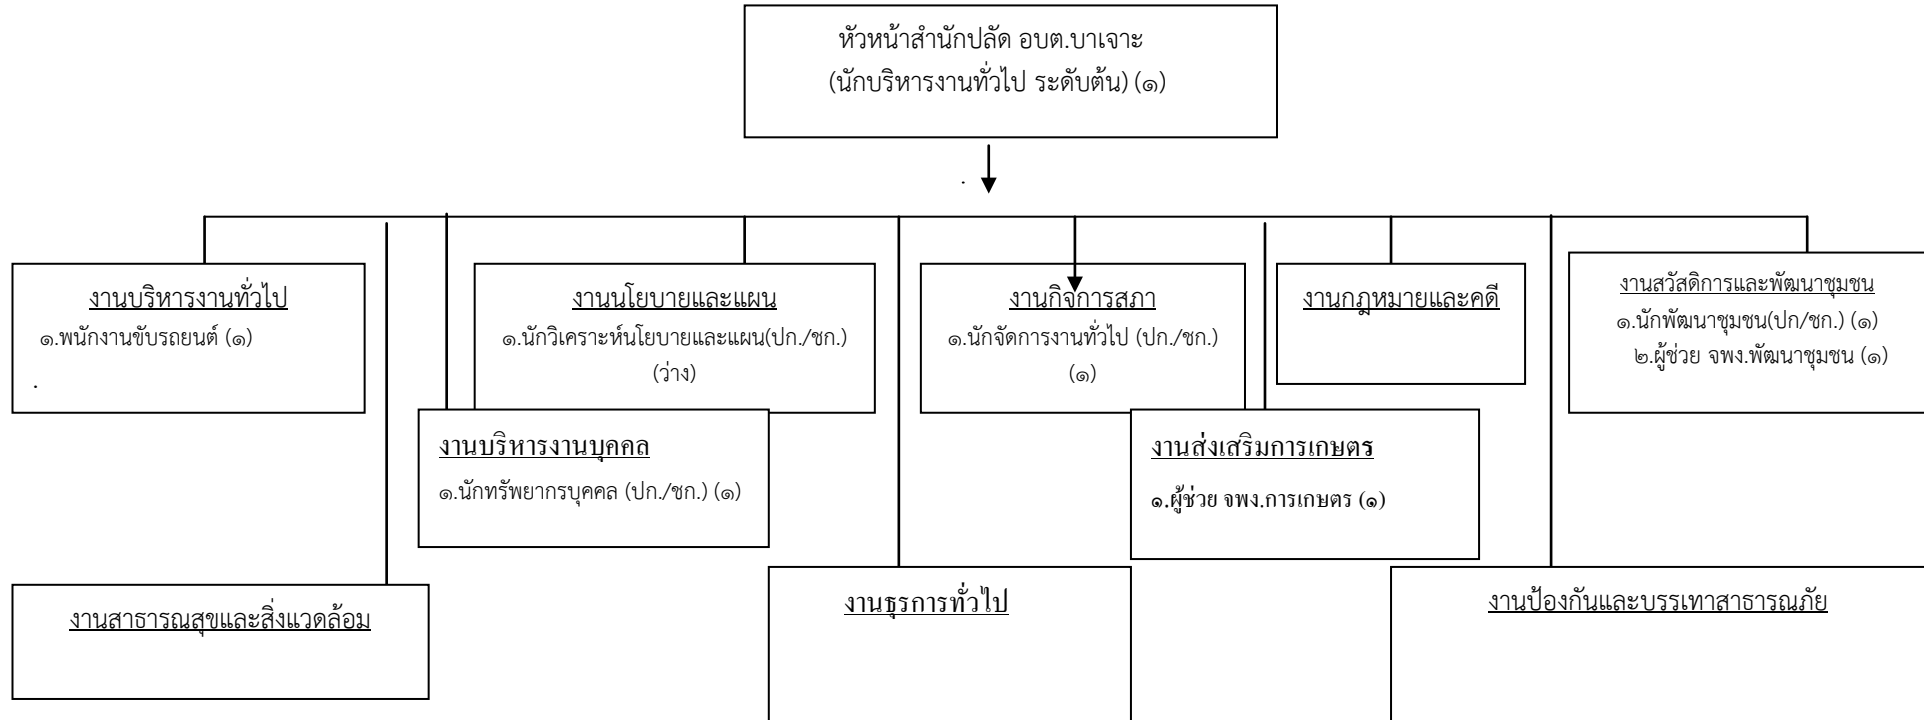 หัวหน้าสำนักปลัด อบต.บาเจาะ
(นักบริหารงานทั่วไป ระดับต้น) (๑)
.
งานบริหารงานทั่วไป
๑.พนักงานขับรถยนต์ (๑)
.
งานนโยบายและแผน
๑.นักวิเคราะห์นโยบายและแผน(ปก./ชก.)
(ว่าง)
งานกิจการสภา
๑.นักจัดการงานทั่วไป (ปก./ชก.)
(๑)
งานกฎหมายและคดี
งานสวัสดิการและพัฒนาชุมชน
๑.นักพัฒนาชุมชน(ปก/ชก.) (๑)
๒.ผู้ช่วย จพง.พัฒนาชุมชน (๑)
งานบริหารงานบุคคล
๑.นักทรัพยากรบุคคล (ปก./ชก.) (๑)
งานส่งเสริมการเกษตร
๑.ผู้ช่วย จพง.การเกษตร (๑)
งานสาธารณสุขและสิ่งแวดล้อม
งานธุรการทั่วไป
งานป้องกันและบรรเทาสาธารณภัย